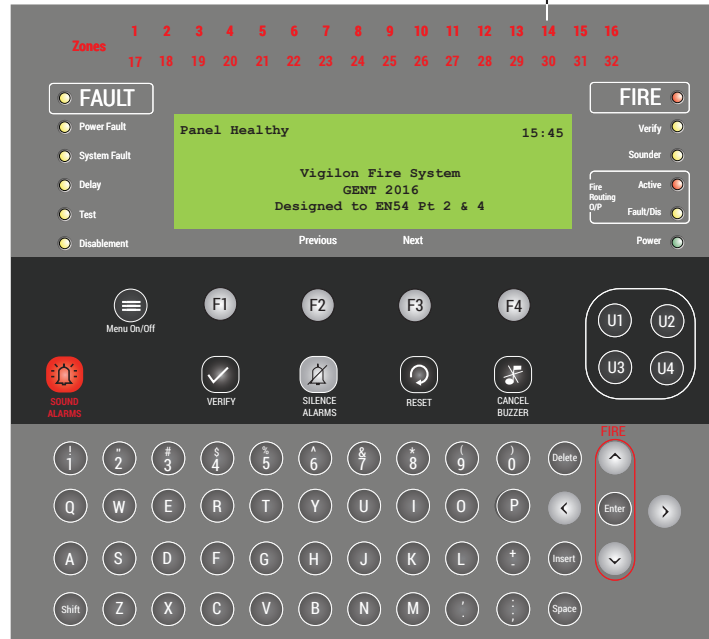 1 2 3 4 5 6 7 8 9 10 11 12 13 14 15 16
Zones
17 18 19 20 21 22 23 24 25 26 27 28 29 30 31 32
FAULT
FIRE
Power Fault
Verify
System Fault
Sounder
Delay
Fire Routing O/P
Active
Test
Fault/Dis
Disablement
Power
Panel Healthy 15:45
Vigilon Fire System
GENT 2016
Designed to EN54 Pt 2 & 4
Previous Next
Menu On/Off
F1 F2 F3 F4
U1 U2
U3 U4
SOUND ALARMS
VERIFY
SILENCE ALARMS
RESET
CANCEL BUZZER
FIRE
! " # $ % ^ & * ( )
1 2 3 4 5 6 7 8 9 0 Delete
Q W E R T Y U I O P < Enter >
A S D F G H J K L + - Insert
Shift Z X C V B N M ' . : ; Space